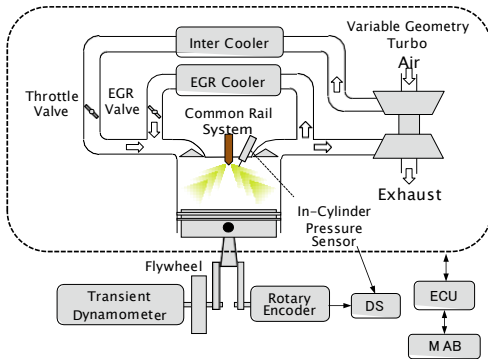 Inter Cooler
Variable Geometry
Turbo
Air
EGR Cooler
Throttle
Valve
EGR
Valve
Common Rail
System
Exhaust
In-Cylinder
Pressure
Sensor
Flywheel
Transient
Dynamometer
Rotary
Encoder
DS
ECU
MAB